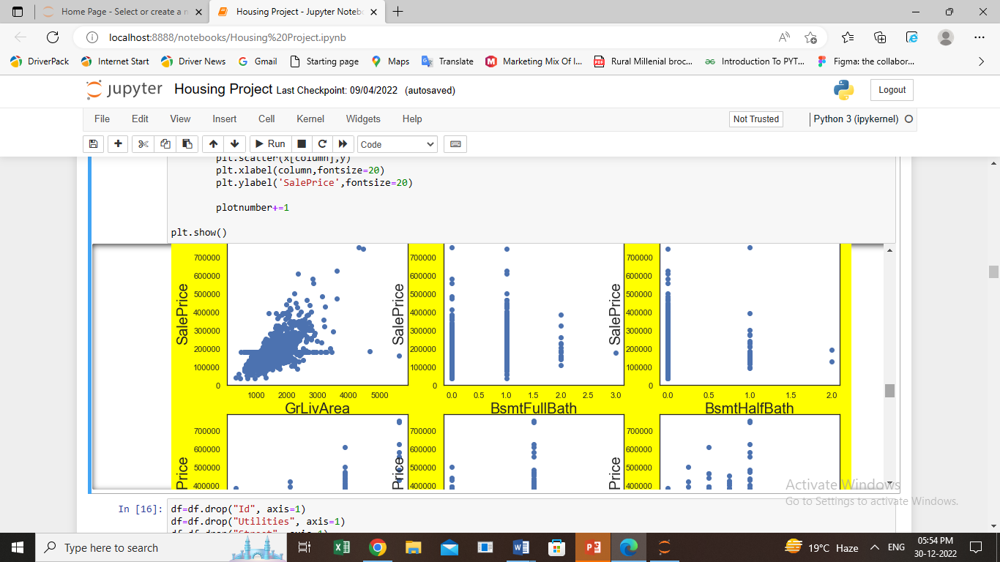 Home Page - Select or create a n
Housing Project - Jupyter Noteb
localhost:8888/notebooks/Housing%20Project.ipynb
DriverPack
Internet Start
Driver News
Gmail
Starting page
Maps
Translate
Marketing Mix Of I...
Rural Millenial broc...
Introduction To PYT...
Figma: the collabor...
jupyter Housing Project Last Checkpoint: 09/04/2022 (autosaved)
Logout
File Edit View Insert Cell Kernel Widgets Help
Not Trusted
Python 3 (ipykernel)
Run
Code
plt.scatter(x[column],y)
plt.xlabel(column,fontsize=20)
plt.ylabel('SalePrice',fontsize=20)
plotnumber+=1
plt.show()
700000
600000
500000
400000
300000
200000
100000
0
SalePrice
1000 2000 3000 4000 5000
GrLivArea
700000
600000
500000
400000
300000
200000
100000
0
SalePrice
0.0 0.5 1.0 1.5 2.0 2.5 3.0
BsmtFullBath
700000
600000
500000
400000
300000
200000
100000
0
SalePrice
0.0 0.5 1.0 1.5 2.0
BsmtHalfBath
700000
600000
500000
400000
Price
700000
600000
500000
400000
Price
700000
600000
500000
400000
Price
Activate Windows
Go to Settings to activate Windows.
In [16]: df=df.drop("Id", axis=1)
df=df.drop("Utilities", axis=1)
Type here to search
19°C Haze
ENG
05:54 PM
30-12-2022